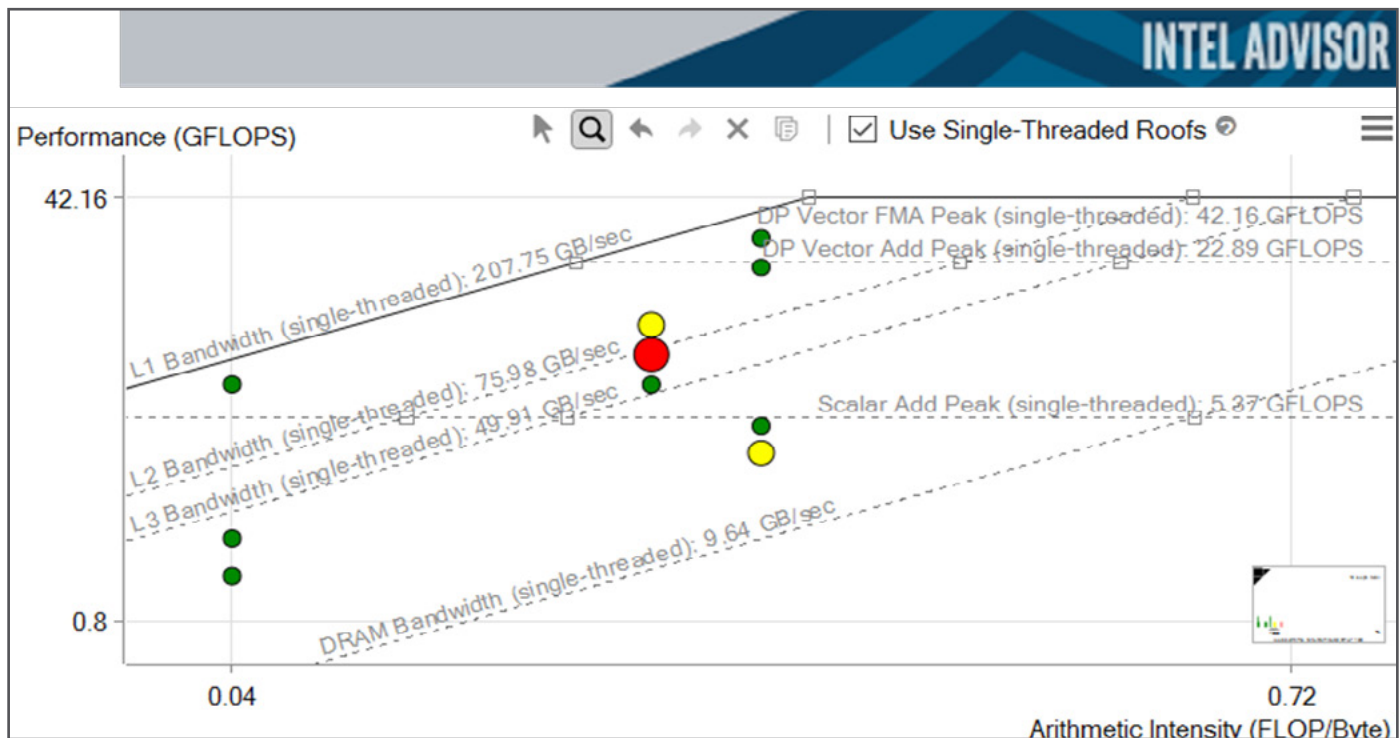 INTEL ADVISOR
Performance (GFLOPS)
Use Single-Threaded Roofs
42.16
DP Vector FMA Peak (single-threaded): 42.16 GFLOPS
DP Vector Add Peak (single-threaded): 22.89 GFLOPS
L1 Bandwidth (single-threaded): 207.75 GB/sec
L2 Bandwidth (single-threaded): 75.98 GB/sec
L3 Bandwidth (single-threaded): 49.91 GB/sec
Scalar Add Peak (single-threaded): 5.37 GFLOPS
DRAM Bandwidth (single-threaded): 9.64 GB/sec
0.8
0.04
0.72
Arithmetic Intensity (FLOP/Byte)